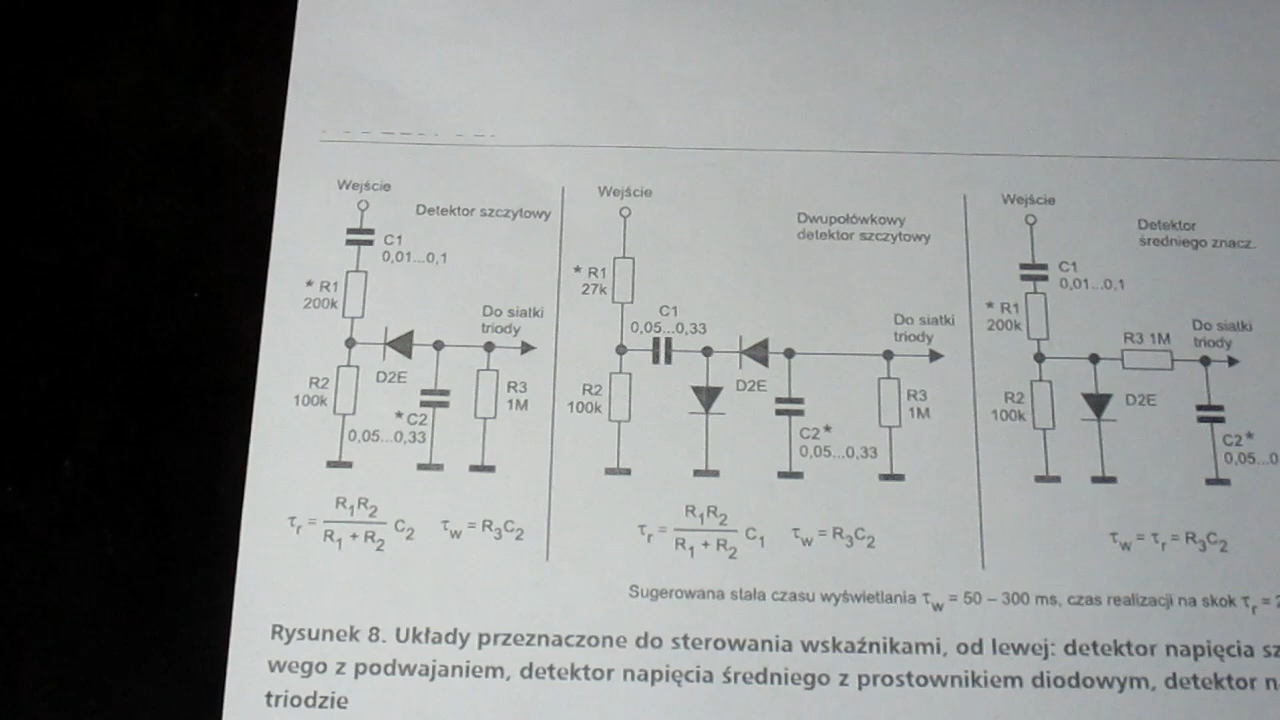 Wejście
Detektor szczytowy
C1
0,01...0,1
* R1
200k
Do siatki
triody
D2E
R2
100k
* C2
0,05...0,33
R3
1M
τr = R1R2 / R1 + R2 C2 τw = R3C2
Wejście
Dwupołówkowy
detektor szczytowy
* R1
27k
C1
0,05...0,33
Do siatki
triody
D2E
R2
100k
C2*
0,05...0,33
R3
1M
τr = R1R2 / R1 + R2 C1 τw = R3C2
Wejście
Detektor
średniego znacz.
C1
0,01...0,1
* R1
200k
R3 1M
Do siatki
triody
R2
100k
D2E
C2*
0,05...0
τw = τr = R3C2
Sugerowana stała czasu wyświetlania τw = 50 – 300 ms, czas realizacji na skok τr =
Rysunek 8. Układy przeznaczone do sterowania wskaźnikami, od lewej: detektor napięcia sz
wego z podwajaniem, detektor napięcia średniego z prostownikiem diodowym, detektor n
triodzie